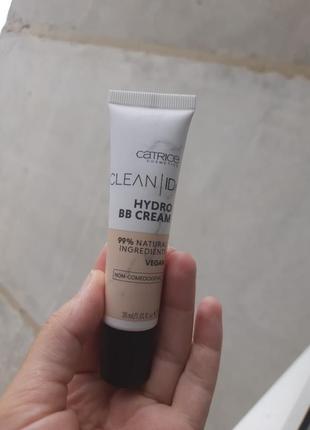 CATRICE
COSMETICS
CLEAN | ID
HYDRO
BB CREAM
99% NATURAL
INGREDIENTS
VEGAN
NON-COMEDOGENIC